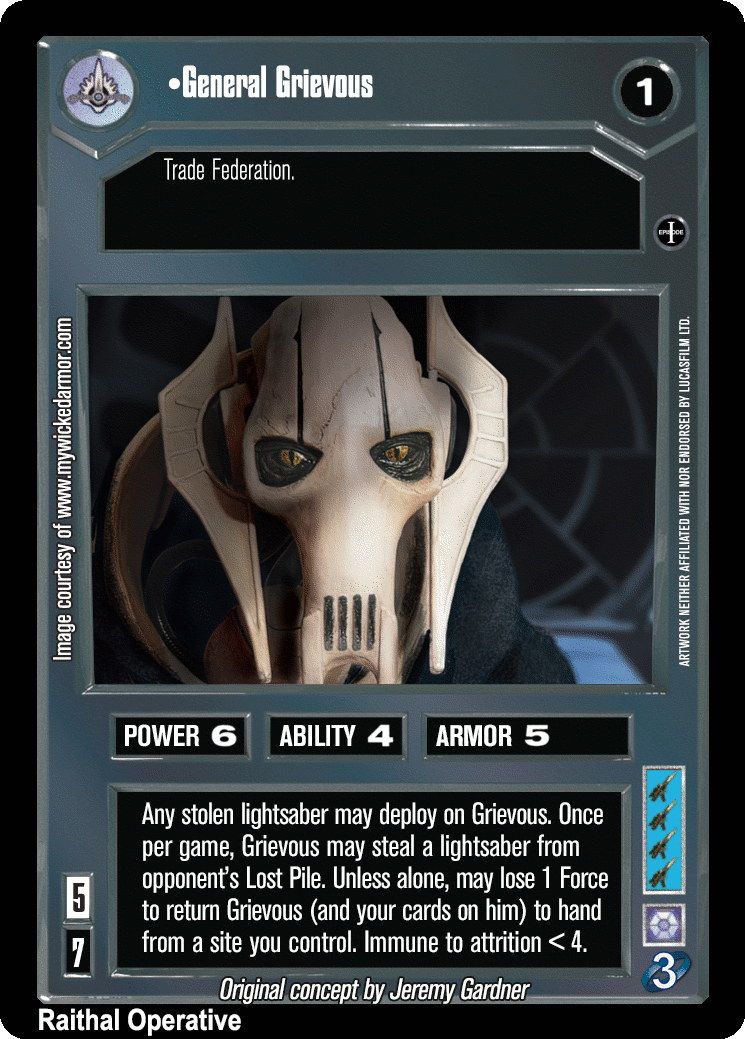 •General Grievous
1
Trade Federation.
EPISODE I
Image courtesy of www.mywickedarmor.com
ARTWORK NEITHER AFFILIATED WITH NOR ENDORSED BY LUCASFILM LTD.
POWER 6 ABILITY 4 ARMOR 5
Any stolen lightsaber may deploy on Grievous. Once
per game, Grievous may steal a lightsaber from
opponent's Lost Pile. Unless alone, may lose 1 Force
to return Grievous (and your cards on him) to hand
from a site you control. Immune to attrition < 4.
5
7
3
Original concept by Jeremy Gardner
Raithal Operative